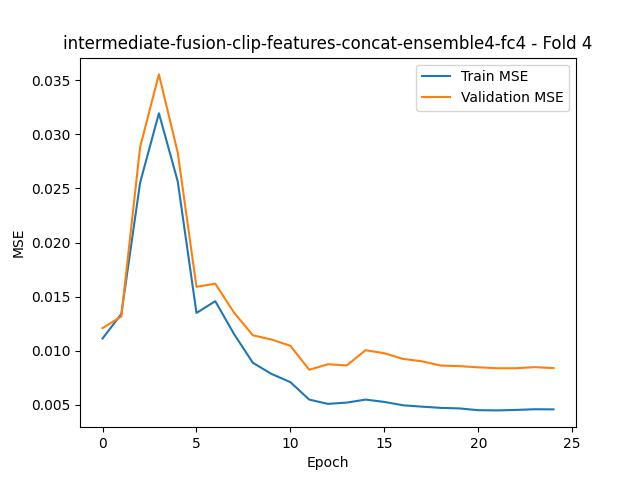 intermediate-fusion-clip-features-concat-ensemble4-fc4 - Fold 4
Train MSE
Validation MSE
0.035
0.030
0.025
0.020
0.015
0.010
0.005
MSE
0 5 10 15 20 25
Epoch